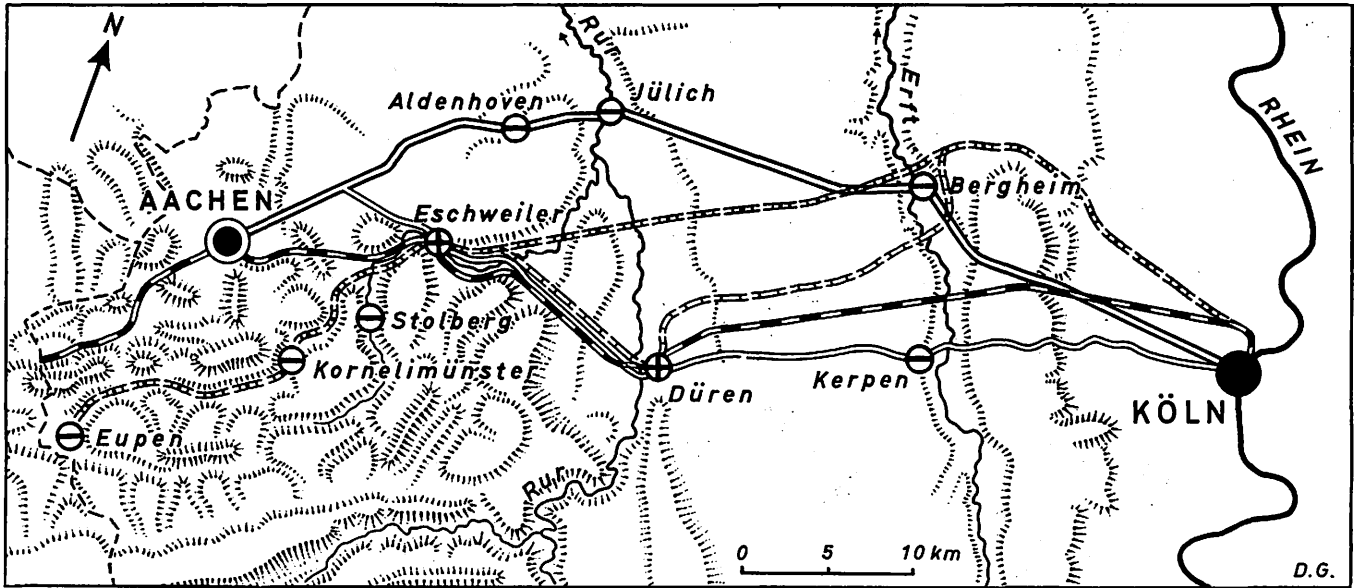 N
Rur
Erft
RHEIN
Aldenhoven
Jülich
AACHEN
Eschweiler
Bergheim
Stolberg
Kornelimünster
Düren
Kerpen
KÖLN
Eupen
Rur
0 5 10 km
D.G.